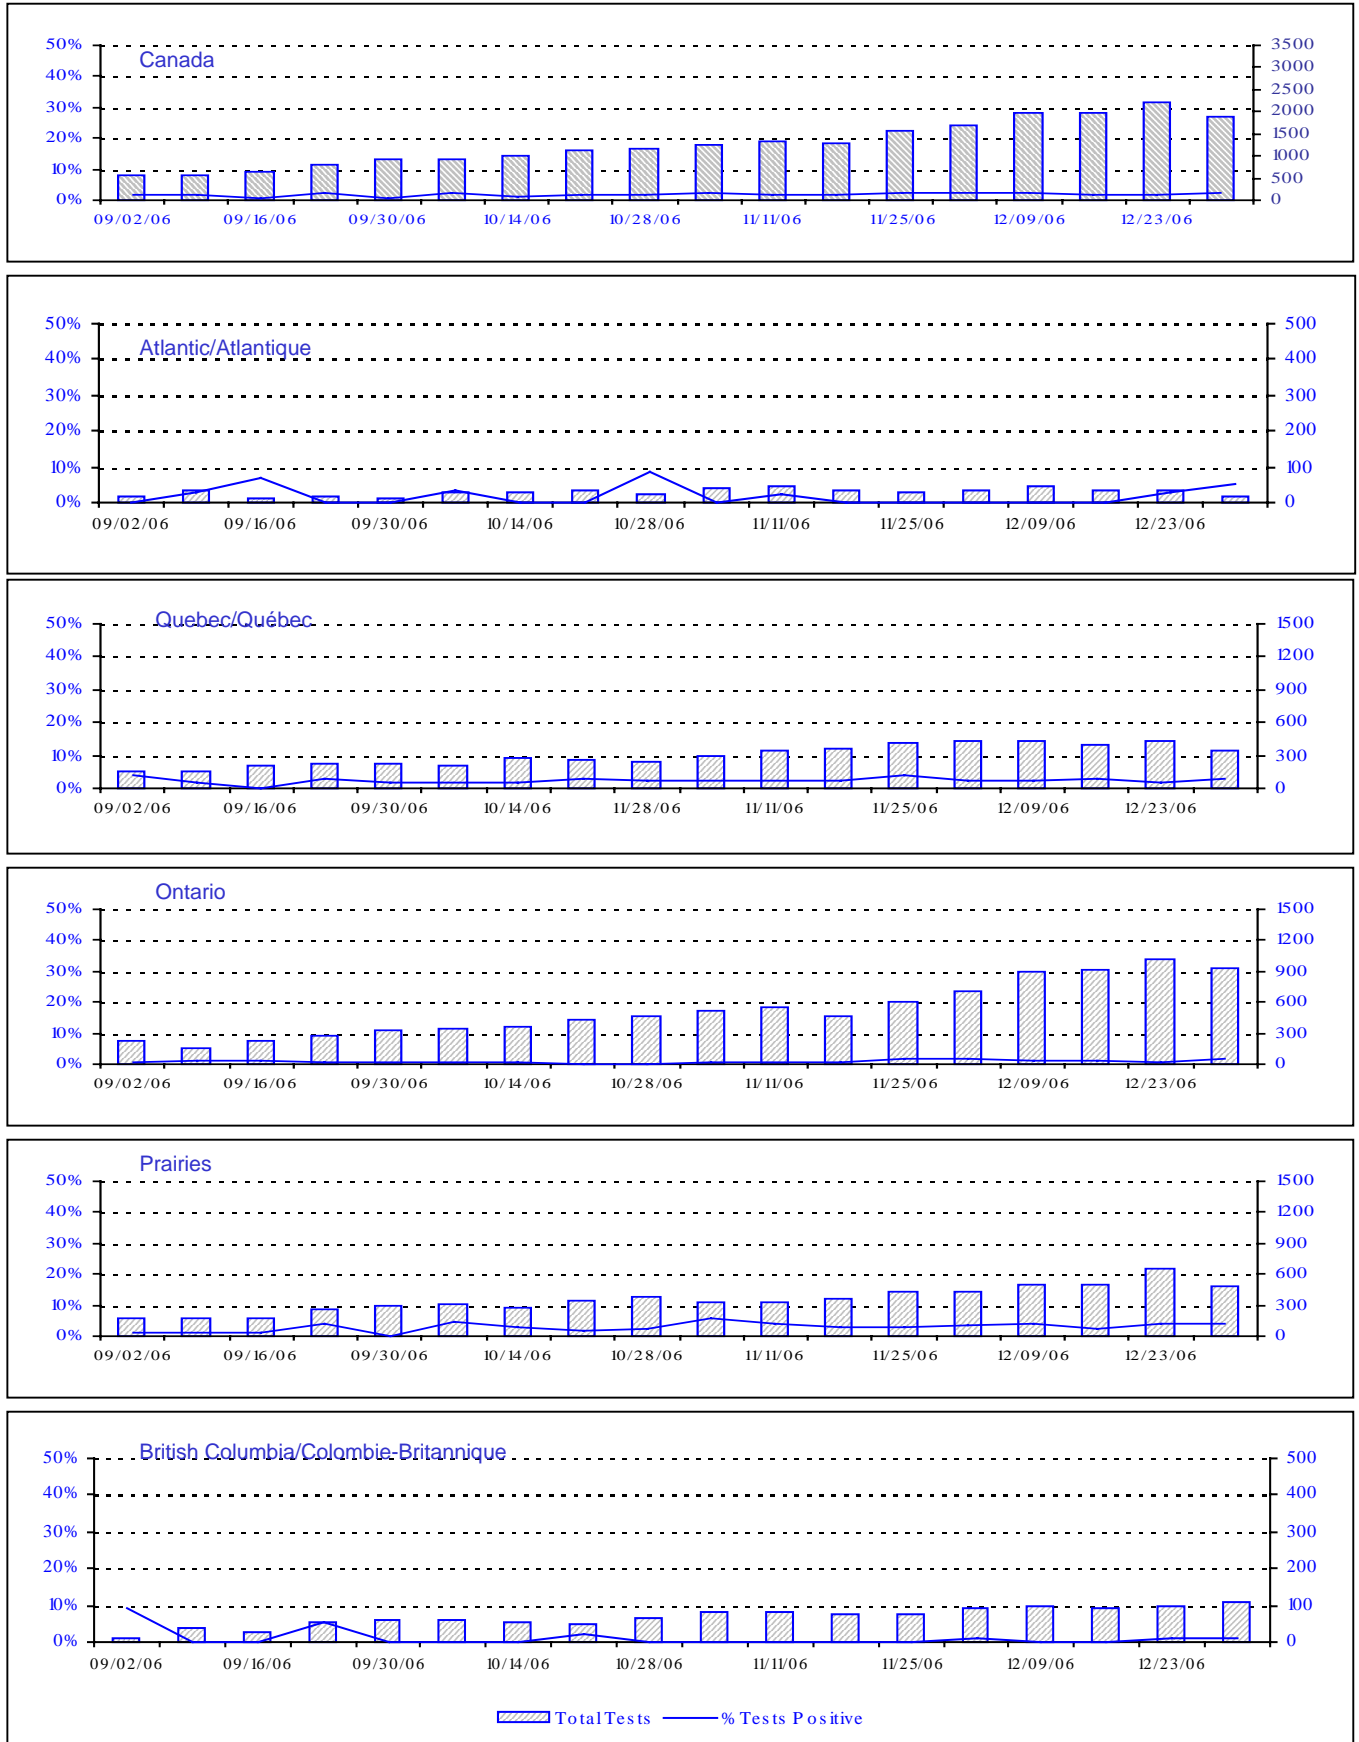 Canada
50% 3500
40% 3000
2500
30% 2000
20% 1500
10% 1000
500
0% 0
09/02/06 09/16/06 09/30/06 10/14/06 10/28/06 11/11/06 11/25/06 12/09/06 12/23/06
Atlantic/Atlantique
50% 500
40% 400
30% 300
20% 200
10% 100
0% 0
09/02/06 09/16/06 09/30/06 10/14/06 10/28/06 11/11/06 11/25/06 12/09/06 12/23/06
Quebec/Québec
50% 1500
40% 1200
30% 900
20% 600
10% 300
0% 0
09/02/06 09/16/06 09/30/06 10/14/06 11/28/06 11/11/06 11/25/06 12/09/06 12/23/06
Ontario
50% 1500
40% 1200
30% 900
20% 600
10% 300
0% 0
09/02/06 09/16/06 09/30/06 10/14/06 10/28/06 11/11/06 11/25/06 12/09/06 12/23/06
Prairies
50% 1500
40% 1200
30% 900
20% 600
10% 300
0% 0
09/02/06 09/16/06 09/30/06 10/14/06 10/28/06 11/11/06 11/25/06 12/09/06 12/23/06
British Columbia/Colombie-Britannique
50% 500
40% 400
30% 300
20% 200
10% 100
0% 0
09/02/06 09/16/06 09/30/06 10/14/06 10/28/06 11/11/06 11/25/06 12/09/06 12/23/06
Total Tests % Tests Positive